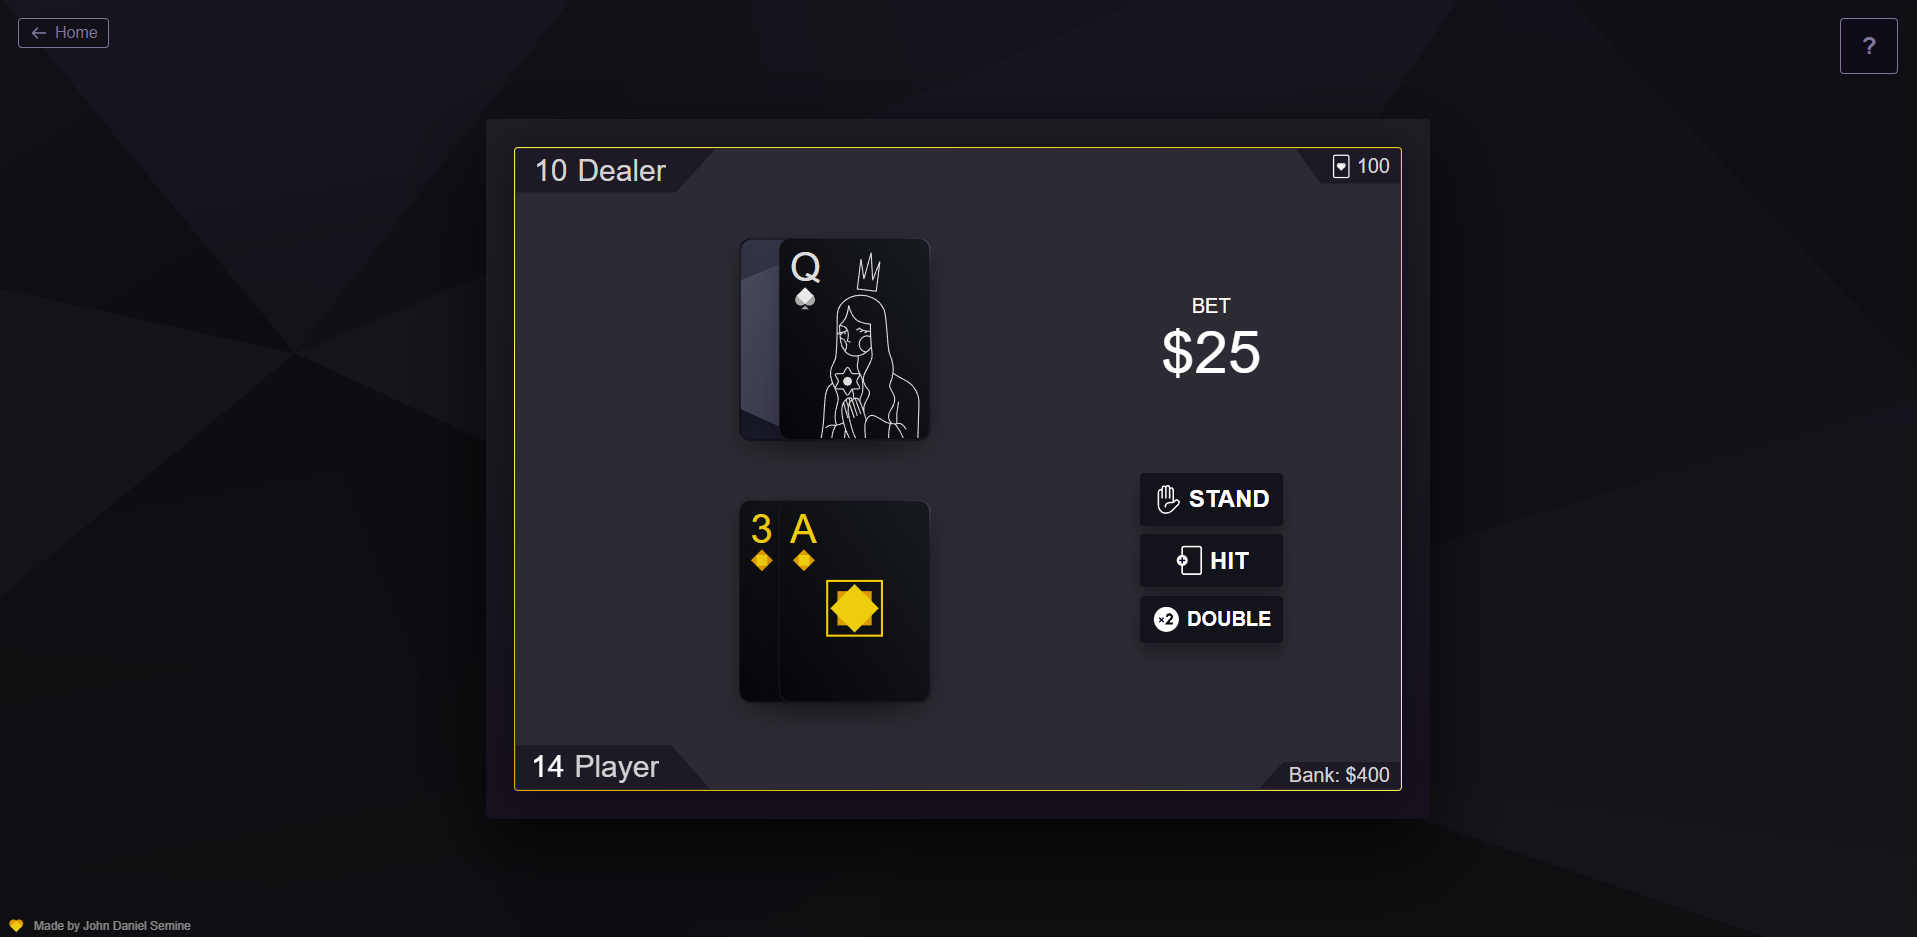 Home
?
10 Dealer
100
Q
BET
$25
3 A
STAND
HIT
×2 DOUBLE
14 Player
Bank: $400
Made by John Daniel Semine